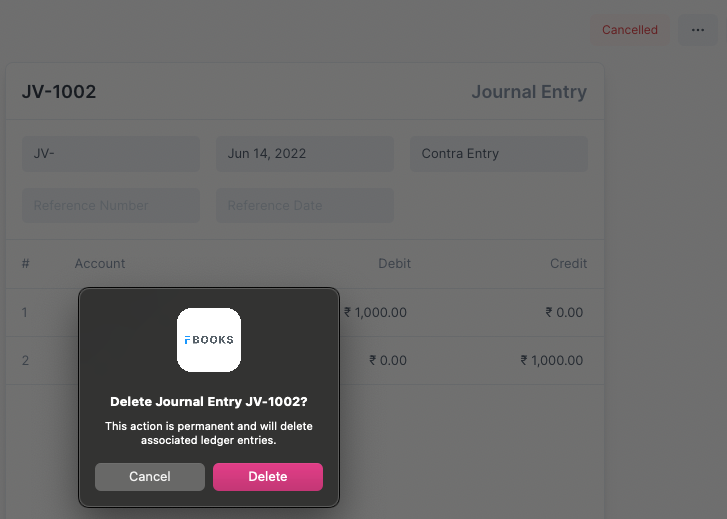 Cancelled
···
JV-1002
Journal Entry
JV-
Jun 14, 2022
Contra Entry
Reference Number
Reference Date
# Account Debit Credit
1 ₹ 1,000.00 ₹ 0.00
2 ₹ 0.00 ₹ 1,000.00
FBOOKS
Delete Journal Entry JV-1002?
This action is permanent and will delete
associated ledger entries.
Cancel
Delete